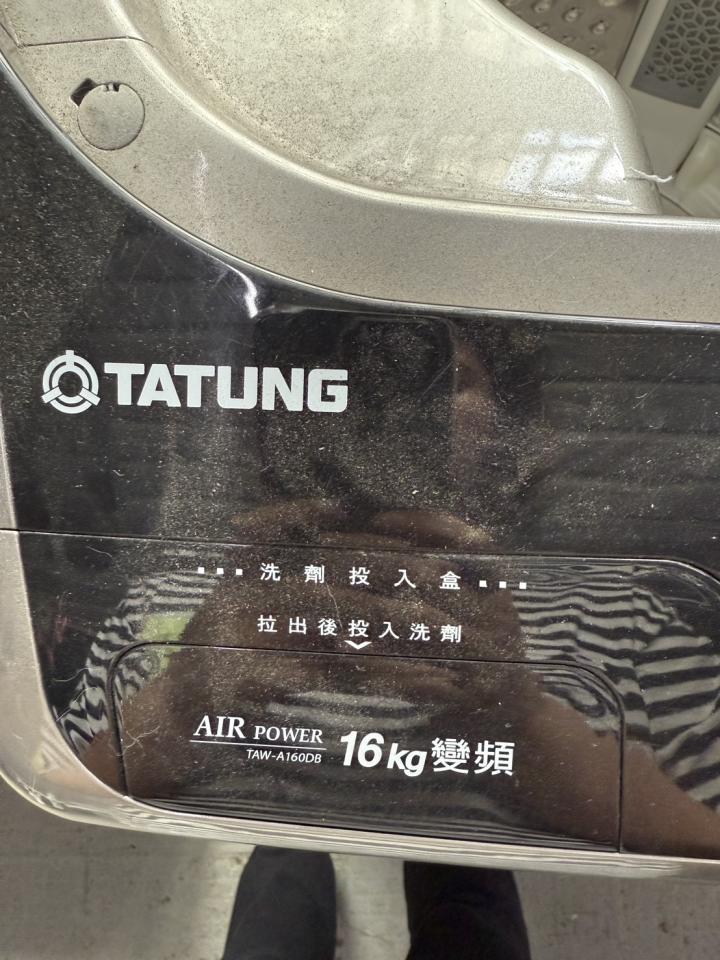 TATUNG
洗劑投入盒
拉出後投入洗劑
AIR POWER
TAW-A160DB
16kg變頻